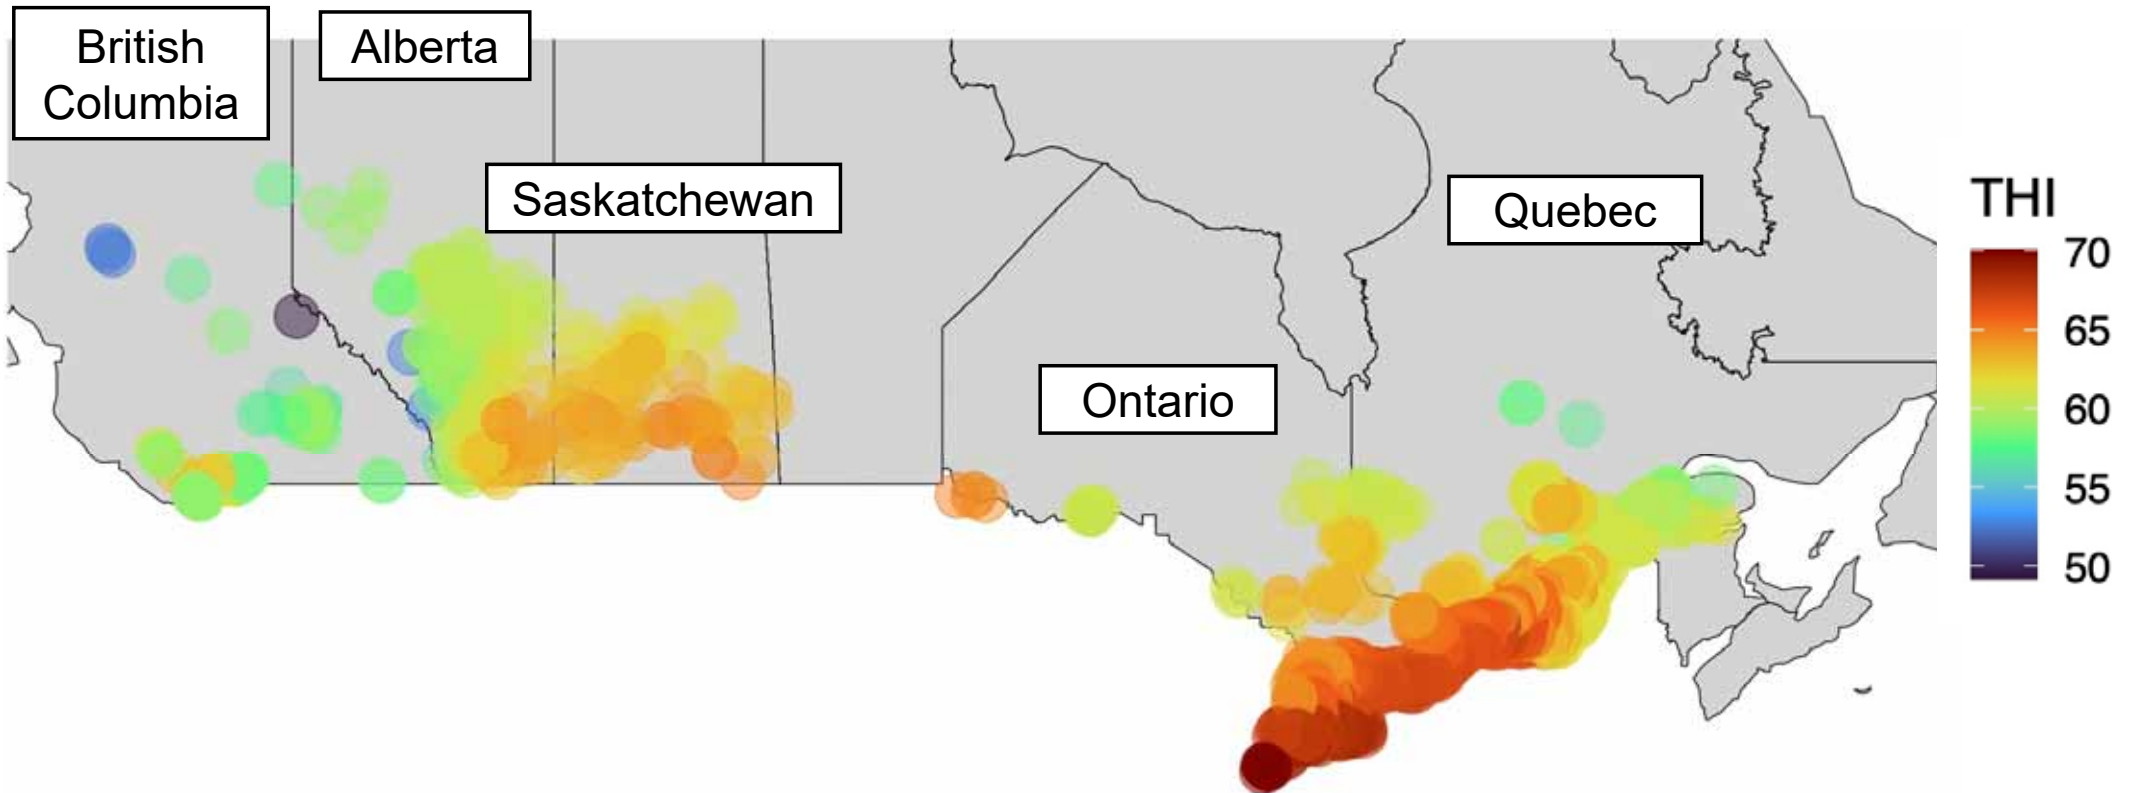 British
Columbia
Alberta
Saskatchewan
Quebec
Ontario
THI
70
65
60
55
50